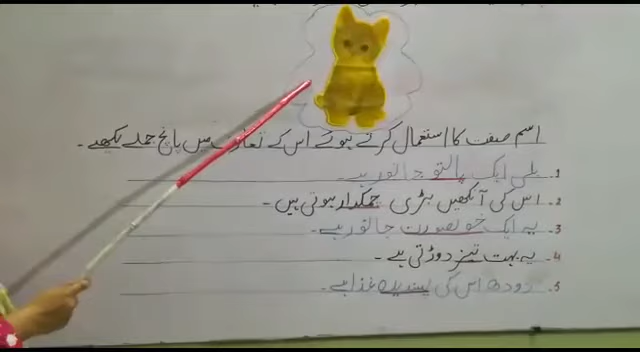 اسم صفت کا استعمال کرتے ہوئے اس کے تعارف میں پانچ جملے لکھیے۔
1۔ بلی ایک پالتو جانور ہے۔
2۔ اس کی آنکھیں بڑی چمکدار ہوتی ہیں۔
3۔ یہ ایک خوبصورت جانور ہے۔
4۔ یہ بہت تیز دوڑتی ہے۔
5۔ دودھ اس کی پسندیدہ غذا ہے۔